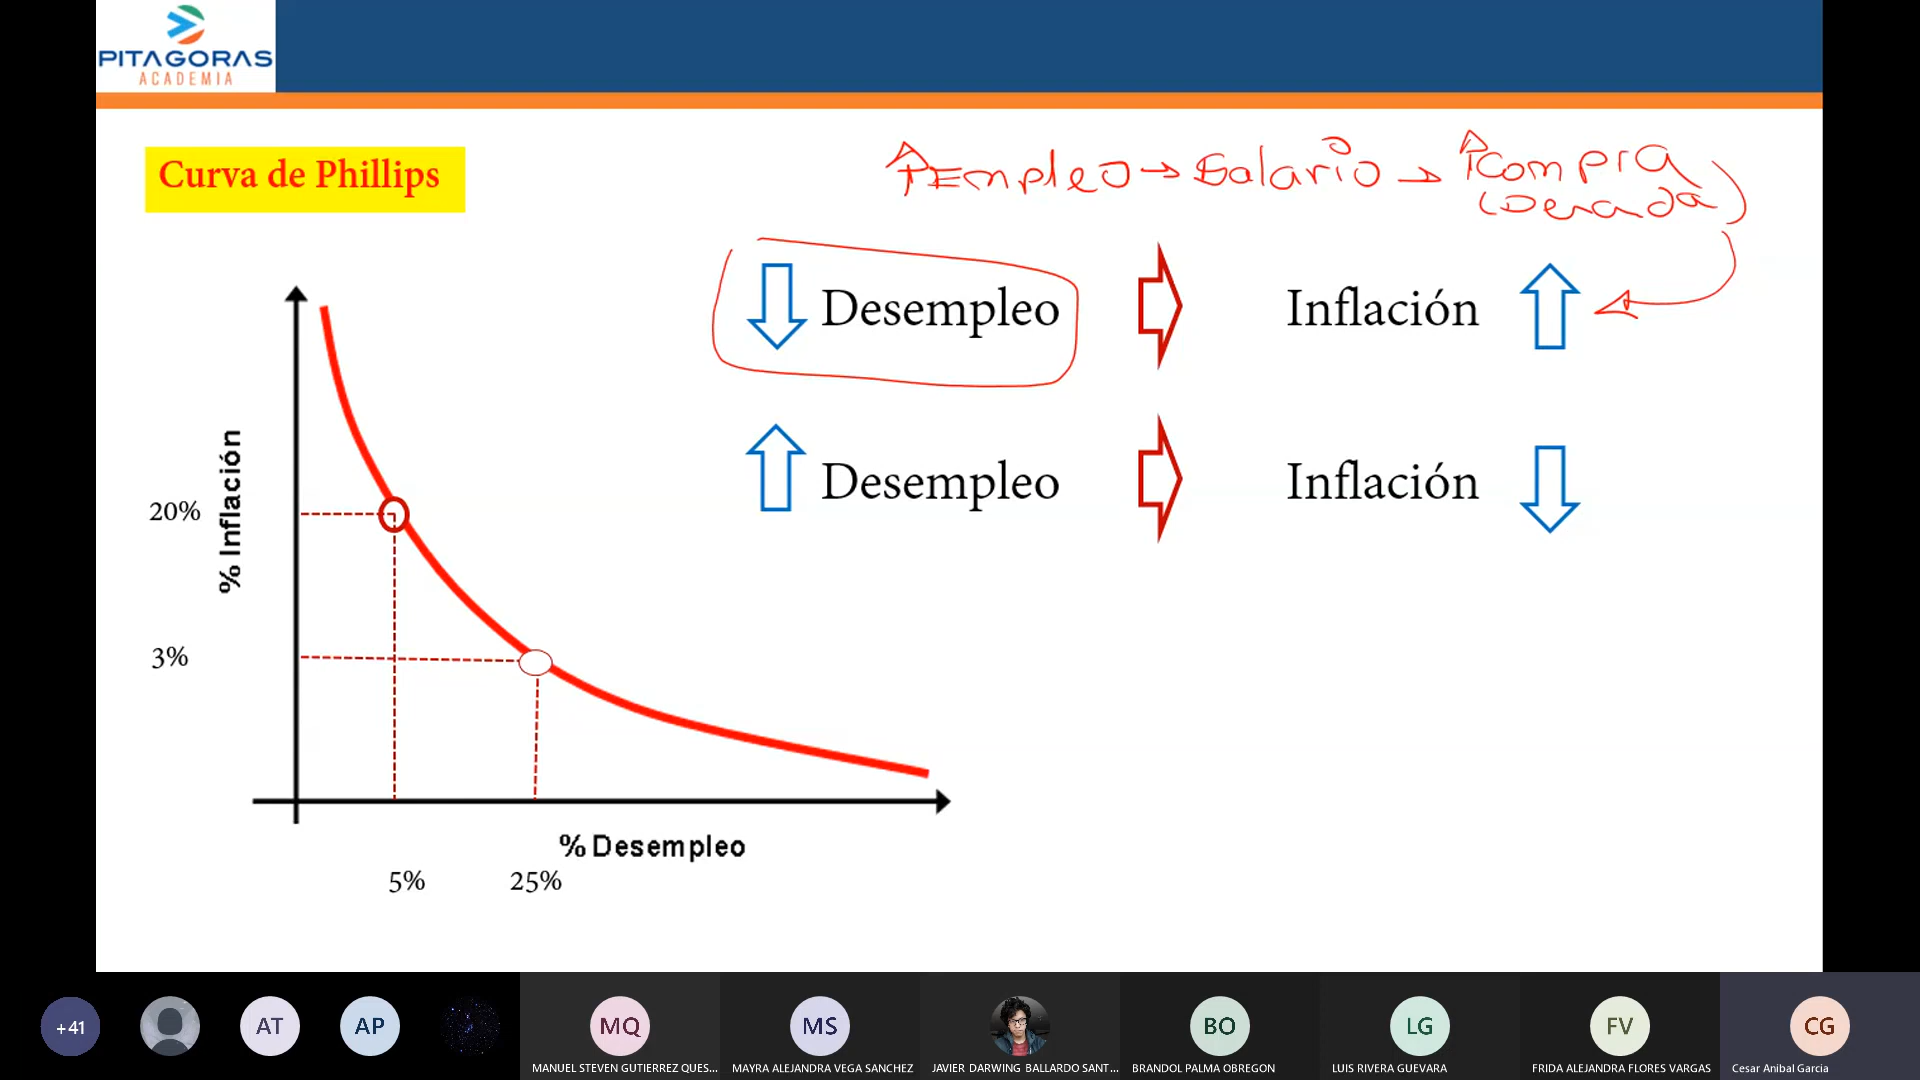 PITAGORAS
ACADEMIA
Curva de Phillips
Empleo → Salario → Compra
(Demada)
Desempleo
Inflación
Desempleo
Inflación
% Inflación
20%
3%
% Desempleo
5%
25%
+41
AT
AP
MQ
MS
BO
LG
FV
CG
MANUEL STEVEN GUTIERREZ QUES...
MAYRA ALEJANDRA VEGA SANCHEZ
JAVIER DARWING BALLARDO SANT...
BRANDOL PALMA OBREGON
LUIS RIVERA GUEVARA
FRIDA ALEJANDRA FLORES VARGAS
Cesar Anibal Garcia